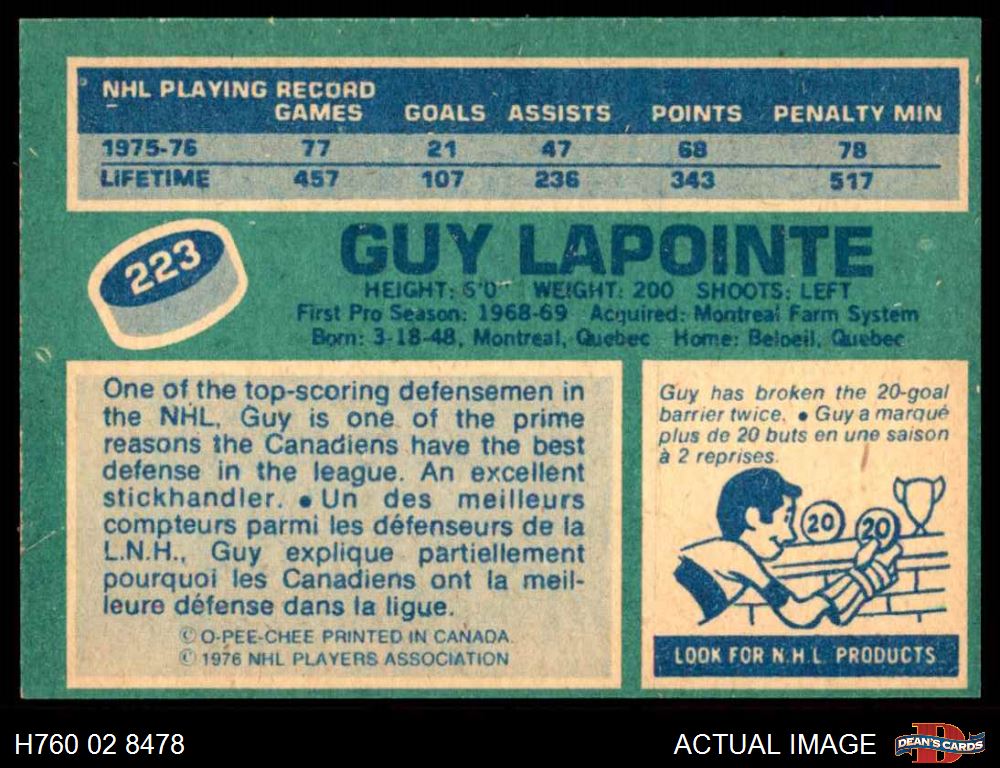 NHL PLAYING RECORD
GAMES GOALS ASSISTS POINTS PENALTY MIN
1975-76 77 21 47 68 78
LIFETIME 457 107 236 343 517
223
GUY LAPOINTE
HEIGHT: 6'0" WEIGHT: 200 SHOOTS: LEFT
First Pro Season: 1968-69 Acquired: Montreal Farm System
Born: 3-18-48, Montreal, Quebec Home: Beloeil, Quebec
One of the top-scoring defensemen in
the NHL, Guy is one of the prime
reasons the Canadiens have the best
defense in the league. An excellent
stickhandler. ● Un des meilleurs
compteurs parmi les défenseurs de la
L.N.H., Guy explique partiellement
pourquoi les Canadiens ont la meil-
leure défense dans la ligue.
© O-PEE-CHEE PRINTED IN CANADA.
© 1976 NHL PLAYERS ASSOCIATION
Guy has broken the 20-goal
barrier twice. ● Guy a marqué
plus de 20 buts en une saison
à 2 reprises.
20 20
LOOK FOR N.H.L. PRODUCTS
H760 02 8478
ACTUAL IMAGE
D
DEAN'S CARDS